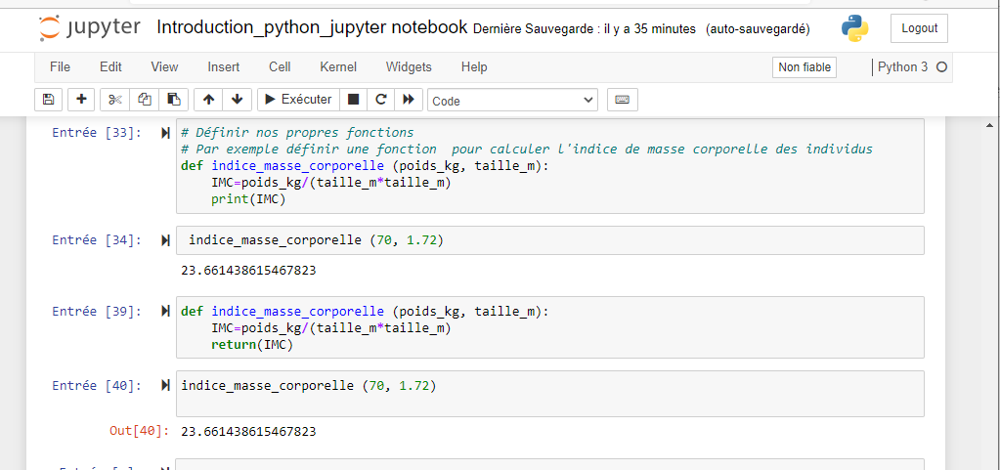 jupyter Introduction_python_jupyter notebook Dernière Sauvegarde : il y a 35 minutes (auto-sauvegardé) Logout
File Edit View Insert Cell Kernel Widgets Help Non fiable Python 3
Exécuter Code
Entrée [33]: # Définir nos propres fonctions
# Par exemple définir une fonction  pour calculer l'indice de masse corporelle des individus
def indice_masse_corporelle (poids_kg, taille_m):
    IMC=poids_kg/(taille_m*taille_m)
    print(IMC)
Entrée [34]: indice_masse_corporelle (70, 1.72)
23.661438615467823
Entrée [39]: def indice_masse_corporelle (poids_kg, taille_m):
    IMC=poids_kg/(taille_m*taille_m)
    return(IMC)
Entrée [40]: indice_masse_corporelle (70, 1.72)
Out[40]: 23.661438615467823